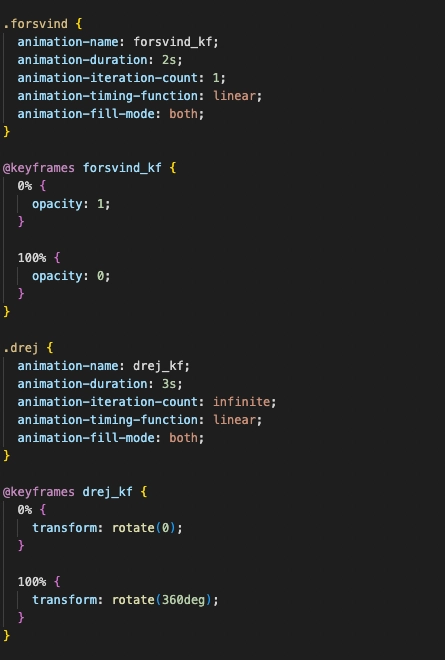 .forsvind {
  animation-name: forsvind_kf;
  animation-duration: 2s;
  animation-iteration-count: 1;
  animation-timing-function: linear;
  animation-fill-mode: both;
}

@keyframes forsvind_kf {
  0% {
    opacity: 1;
  }

  100% {
    opacity: 0;
  }
}

.drej {
  animation-name: drej_kf;
  animation-duration: 3s;
  animation-iteration-count: infinite;
  animation-timing-function: linear;
  animation-fill-mode: both;
}

@keyframes drej_kf {
  0% {
    transform: rotate(0);
  }

  100% {
    transform: rotate(360deg);
  }
}